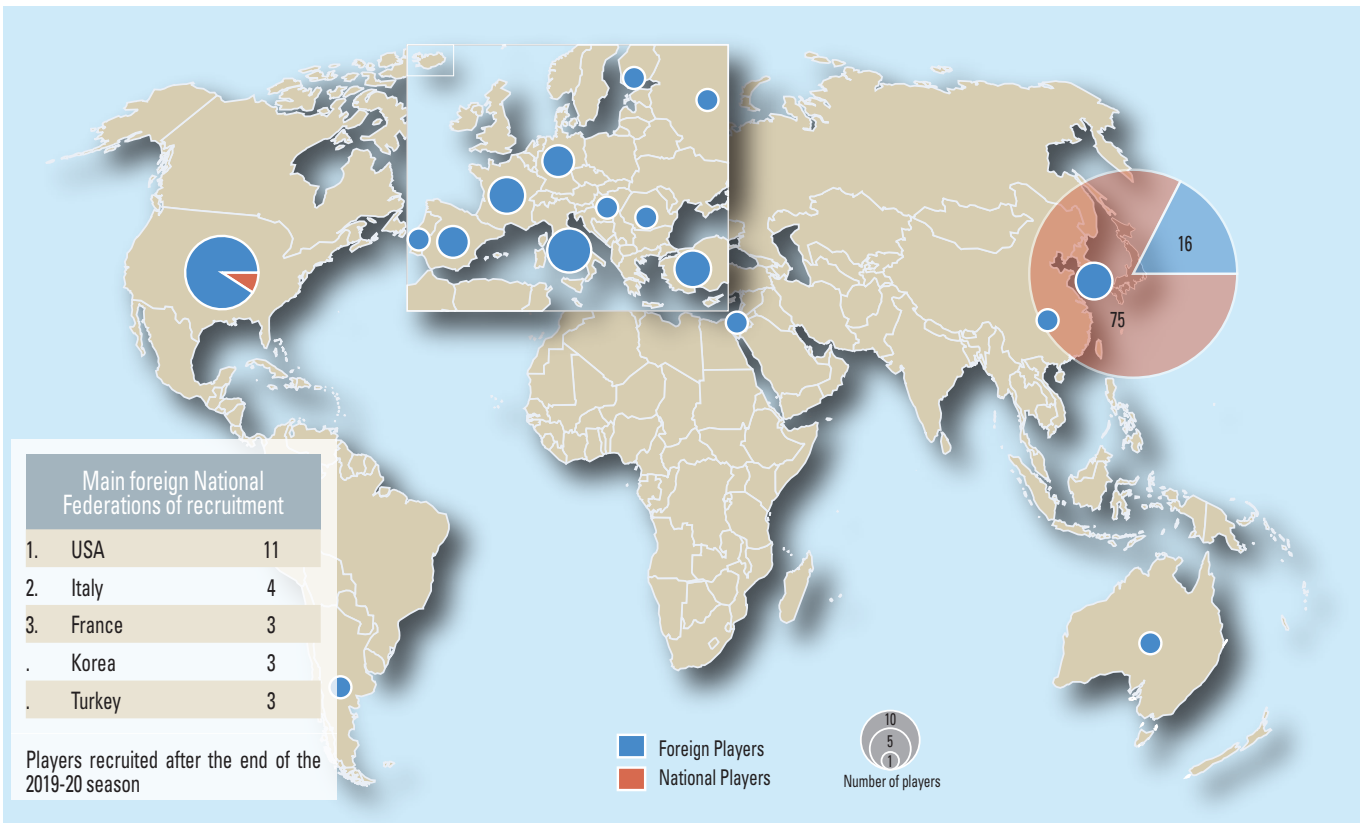 16
75
Main foreign National
Federations of recruitment
1. USA 11
2. Italy 4
3. France 3
. Korea 3
. Turkey 3
Players recruited after the end of the
2019-20 season
Foreign Players
National Players
10
5
1
Number of players